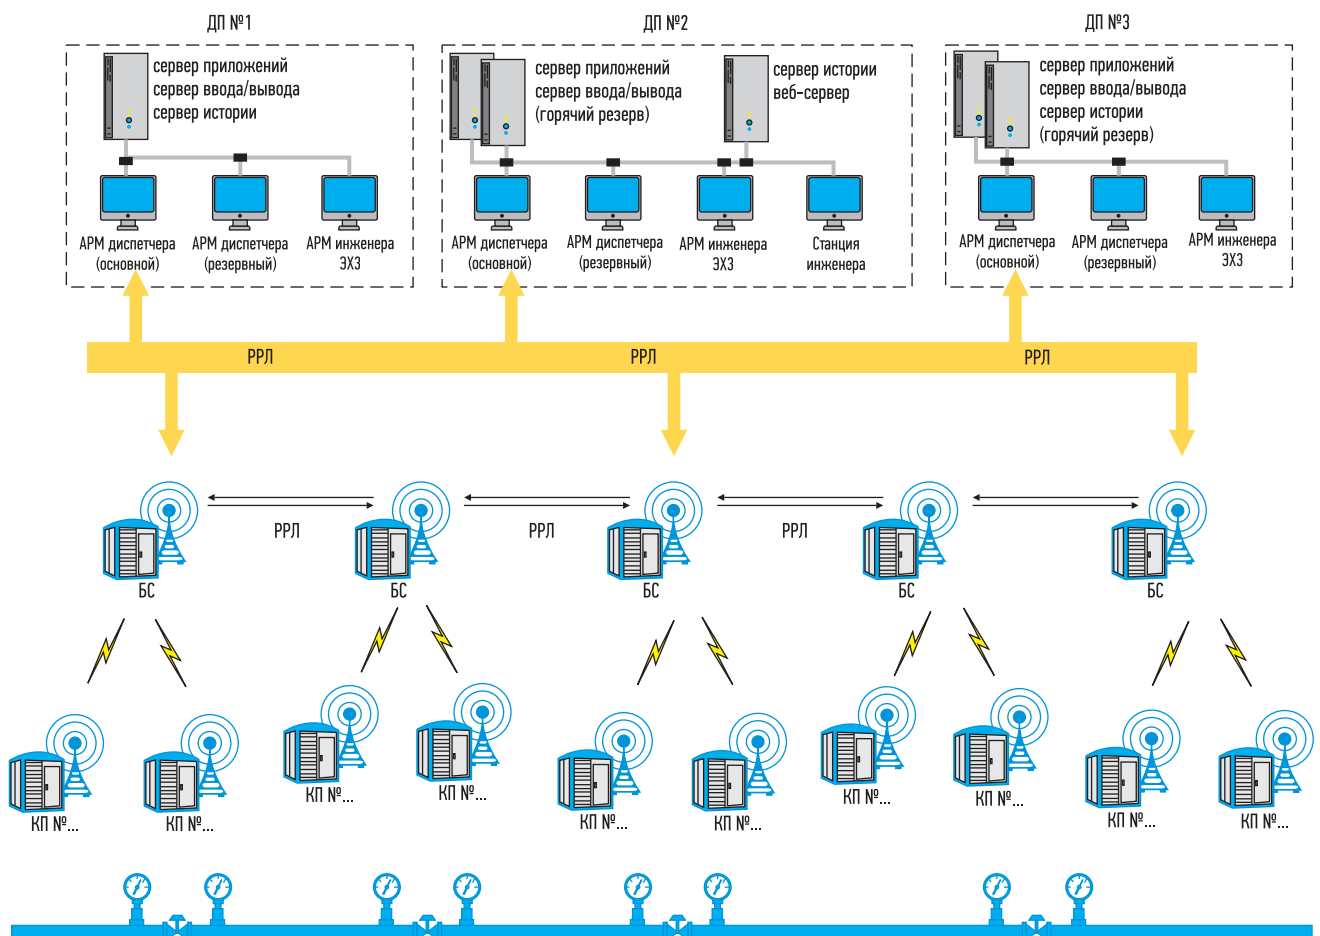 ДП №1
ДП №2
ДП №3
сервер приложений
сервер ввода/вывода
сервер истории
сервер приложений
сервер ввода/вывода
(горячий резерв)
сервер истории
веб-сервер
сервер приложений
сервер ввода/вывода
сервер истории
(горячий резерв)
АРМ диспетчера
(основной)
АРМ диспетчера
(резервный)
АРМ инженера
ЭХЗ
АРМ диспетчера
(основной)
АРМ диспетчера
(резервный)
АРМ инженера
ЭХЗ
Станция
инженера
АРМ диспетчера
(основной)
АРМ диспетчера
(резервный)
АРМ инженера
ЭХЗ
РРЛ
РРЛ
РРЛ
РРЛ
РРЛ
РРЛ
БС
БС
БС
БС
БС
КП №...
КП №...
КП №...
КП №...
КП №...
КП №...
КП №...
КП №...
КП №...
КП №...